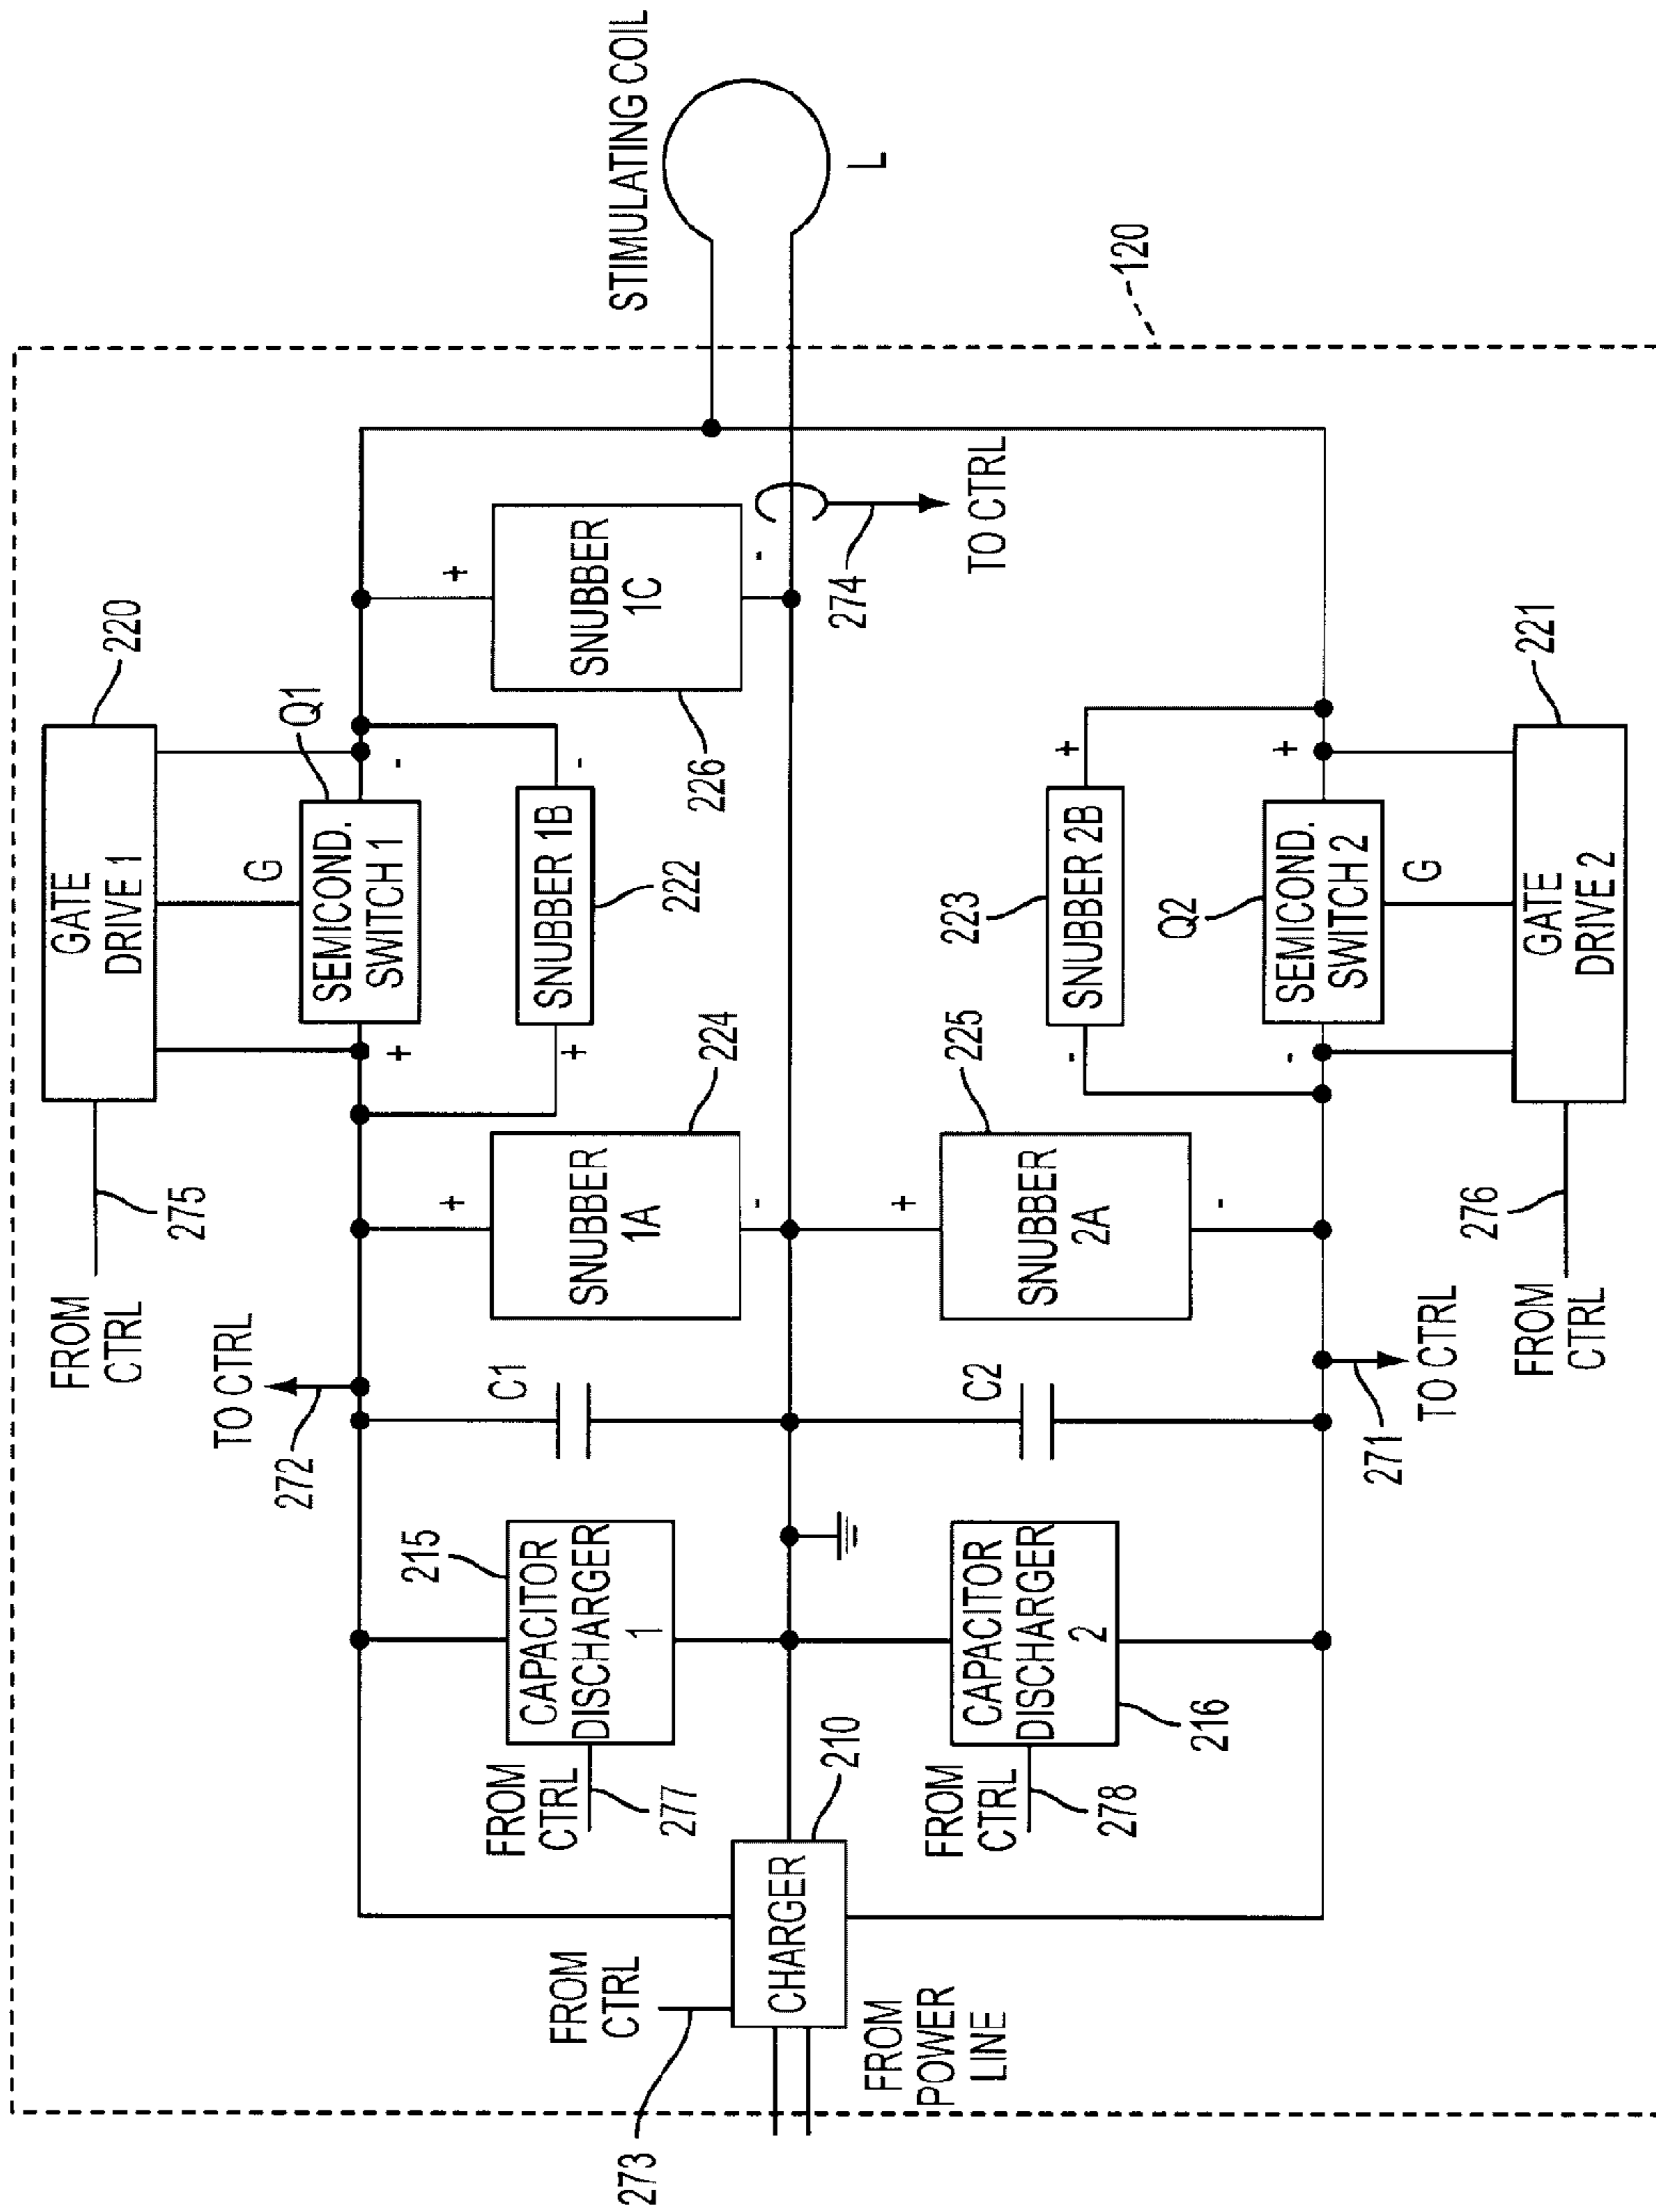 FROM
CTRL
275
GATE
DRIVE 1
220
TO CTRL
272
G
Q1
SEMICOND.
SWITCH 1
+
-
STIMULATING COIL
L
215
CAPACITOR
DISCHARGER
1
FROM
CTRL
277
C1
+
SNUBBER
1A
-
224
+
SNUBBER 1B
-
222
+
SNUBBER
1C
-
226
FROM
CTRL
273
CHARGER
210
FROM
POWER
LINE
274
TO CTRL
120
FROM
CTRL
278
CAPACITOR
DISCHARGER
2
216
C2
+
SNUBBER
2A
-
225
-
SNUBBER 2B
+
223
Q2
-
+
SEMICOND.
SWITCH 2
G
271
TO CTRL
FROM
CTRL
276
GATE
DRIVE 2
221